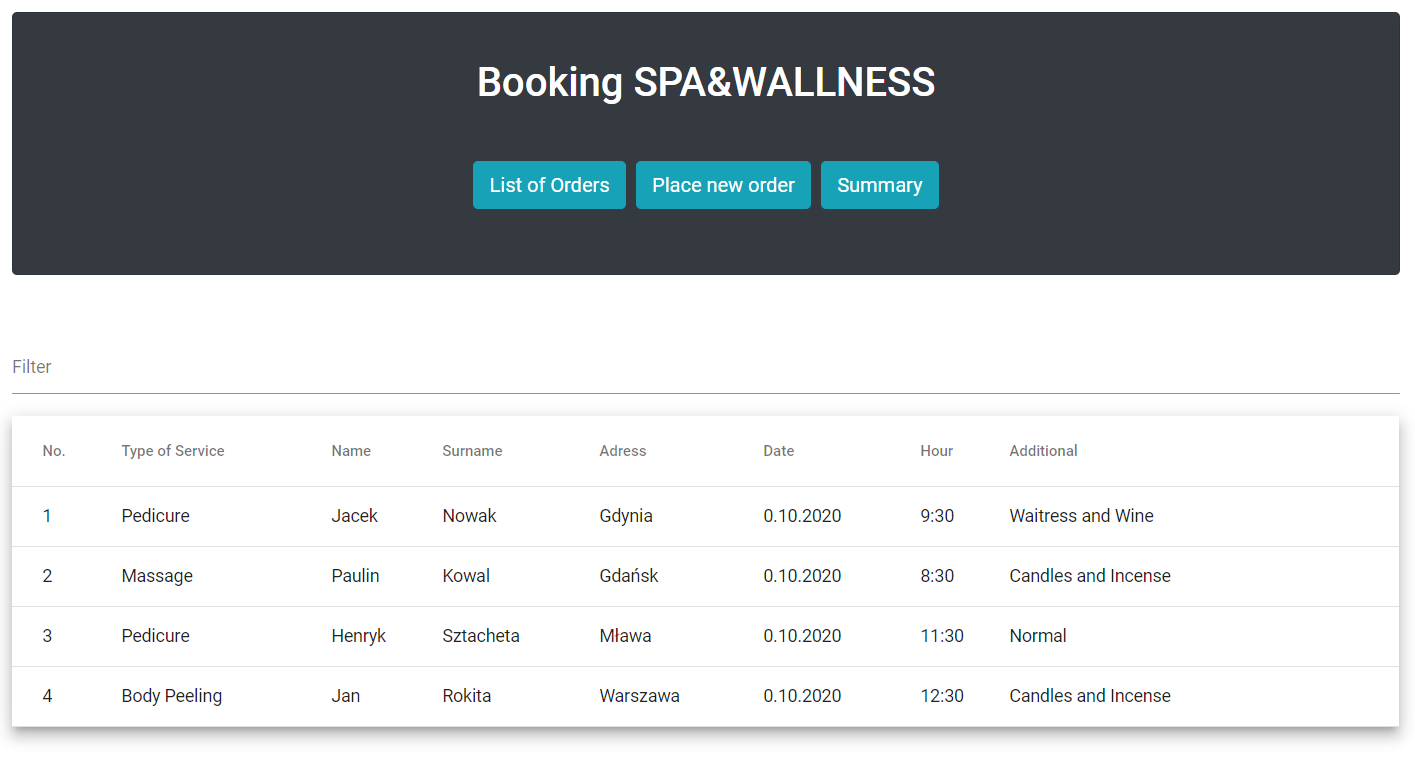 Booking SPA&WALLNESS
List of Orders Place new order Summary
Filter
No. Type of Service Name Surname Adress Date Hour Additional
1 Pedicure Jacek Nowak Gdynia 0.10.2020 9:30 Waitress and Wine
2 Massage Paulin Kowal Gdańsk 0.10.2020 8:30 Candles and Incense
3 Pedicure Henryk Sztacheta Mława 0.10.2020 11:30 Normal
4 Body Peeling Jan Rokita Warszawa 0.10.2020 12:30 Candles and Incense